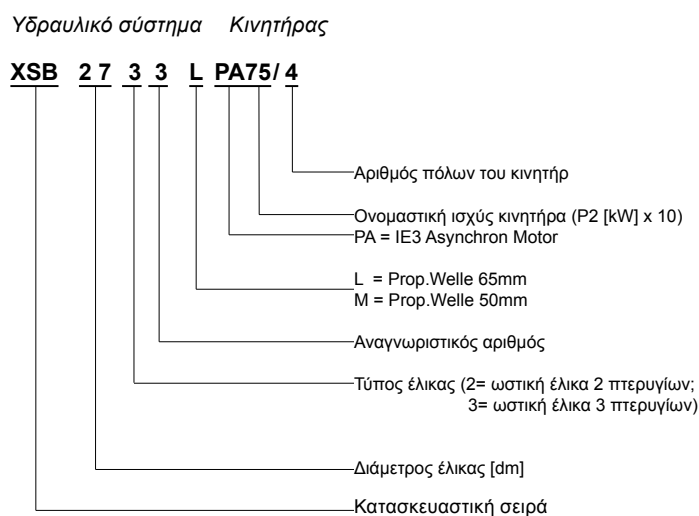 Υδραυλικό σύστημα Κινητήρας
XSB 27 3 3 L PA75/4
Αριθμός πόλων του κινητήρ
Ονομαστική ισχύς κινητήρα (P2 [kW] x 10)
PA = IE3 Asynchron Motor
L = Prop.Welle 65mm
M = Prop.Welle 50mm
Αναγνωριστικός αριθμός
Τύπος έλικας (2= ωστική έλικα 2 πτερυγίων;
3= ωστική έλικα 3 πτερυγίων)
Διάμετρος έλικας [dm]
Κατασκευαστική σειρά